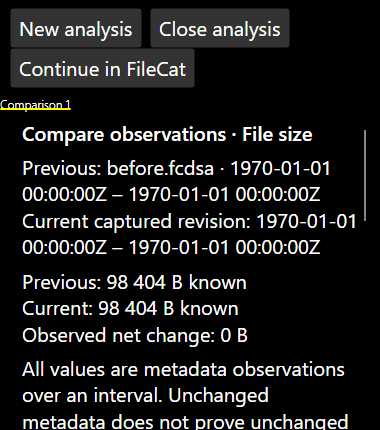 New analysis Close analysis
Continue in FileCat
Comparison 1
Compare observations · File size
Previous: before.fcdsa · 1970-01-01
00:00:00Z – 1970-01-01 00:00:00Z
Current captured revision: 1970-01-01
00:00:00Z – 1970-01-01 00:00:00Z
Previous: 98 404 B known
Current: 98 404 B known
Observed net change: 0 B
All values are metadata observations
over an interval. Unchanged
metadata does not prove unchanged